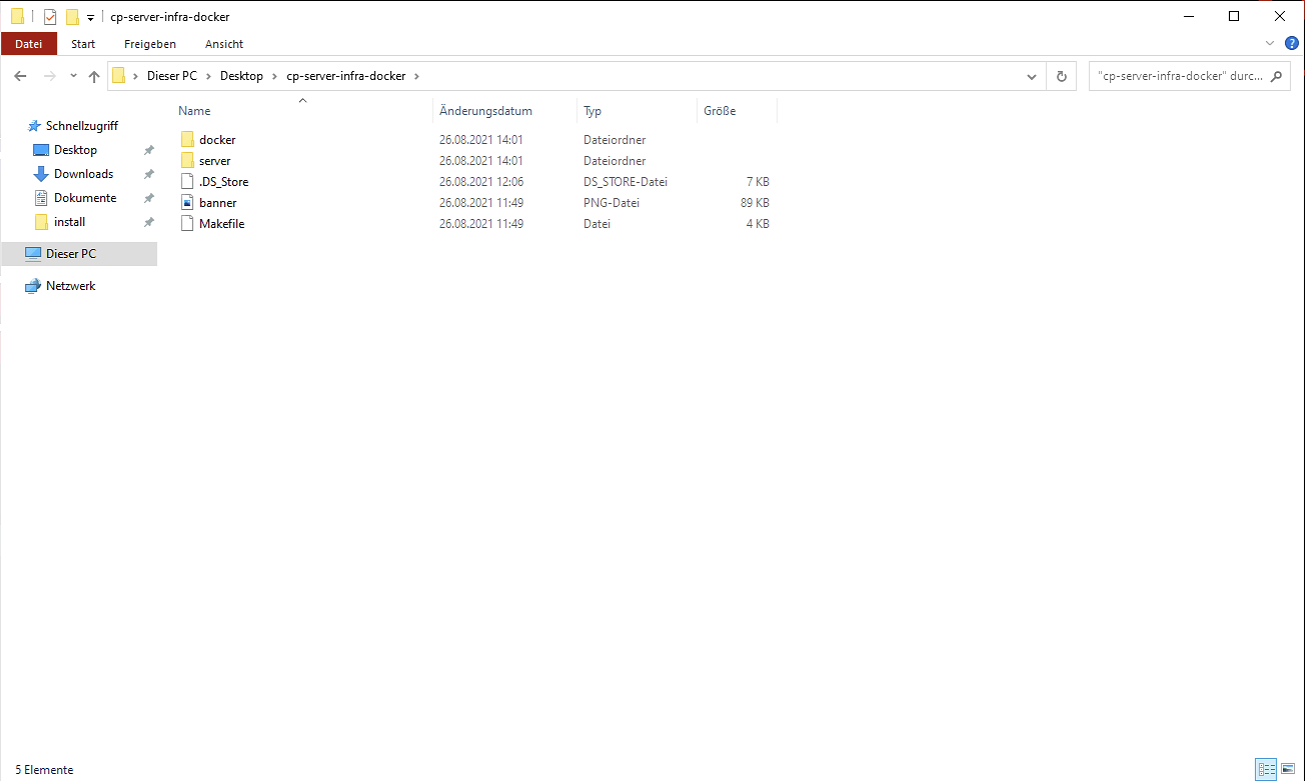 cp-server-infra-docker
Datei Start Freigeben Ansicht
Dieser PC Desktop cp-server-infra-docker "cp-server-infra-docker" durc...
Name Änderungsdatum Typ Größe
Schnellzugriff
Desktop
Downloads
Dokumente
install
Dieser PC
Netzwerk
docker 26.08.2021 14:01 Dateiordner
server 26.08.2021 14:01 Dateiordner
.DS_Store 26.08.2021 12:06 DS_STORE-Datei 7 KB
banner 26.08.2021 11:49 PNG-Datei 89 KB
Makefile 26.08.2021 11:49 Datei 4 KB
5 Elemente